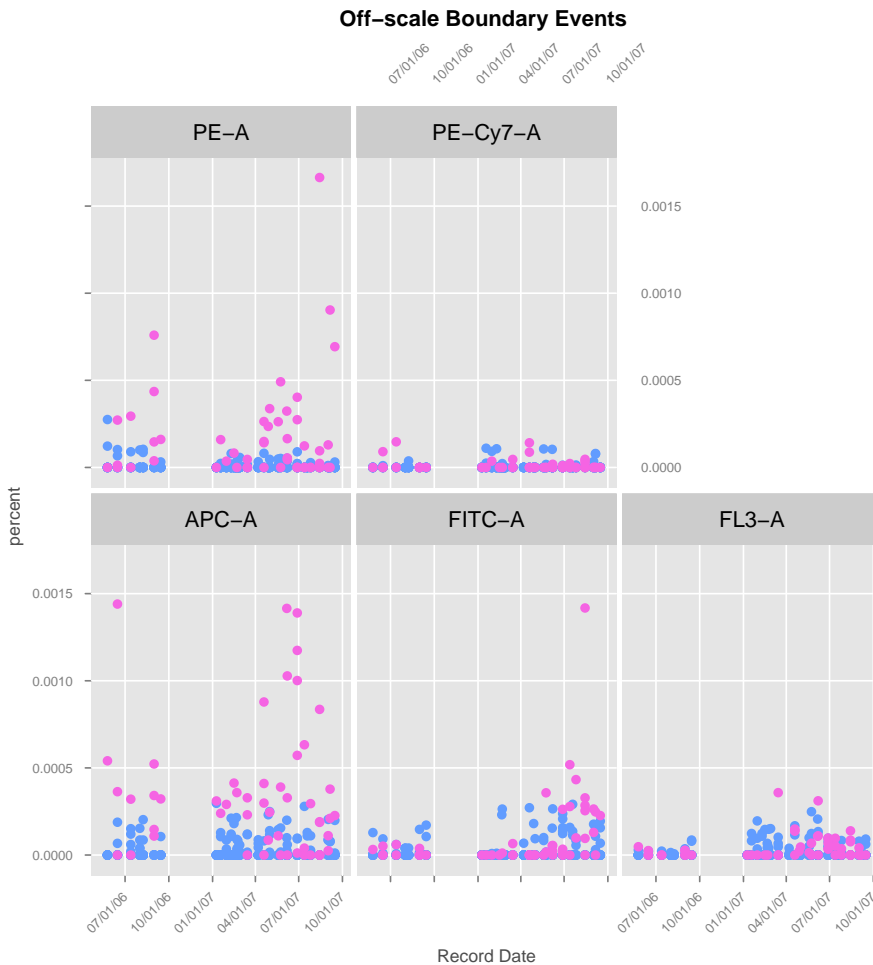 Off−scale Boundary Events
07/01/06 10/01/06 01/01/07 04/01/07 07/01/07 10/01/07
PE−A PE−Cy7−A
0.0015
0.0010
0.0005
0.0000
percent
APC−A FITC−A FL3−A
0.0015
0.0010
0.0005
0.0000
07/01/06 10/01/06 01/01/07 04/01/07 07/01/07 10/01/07 07/01/06 10/01/06 01/01/07 04/01/07 07/01/07 10/01/07
Record Date